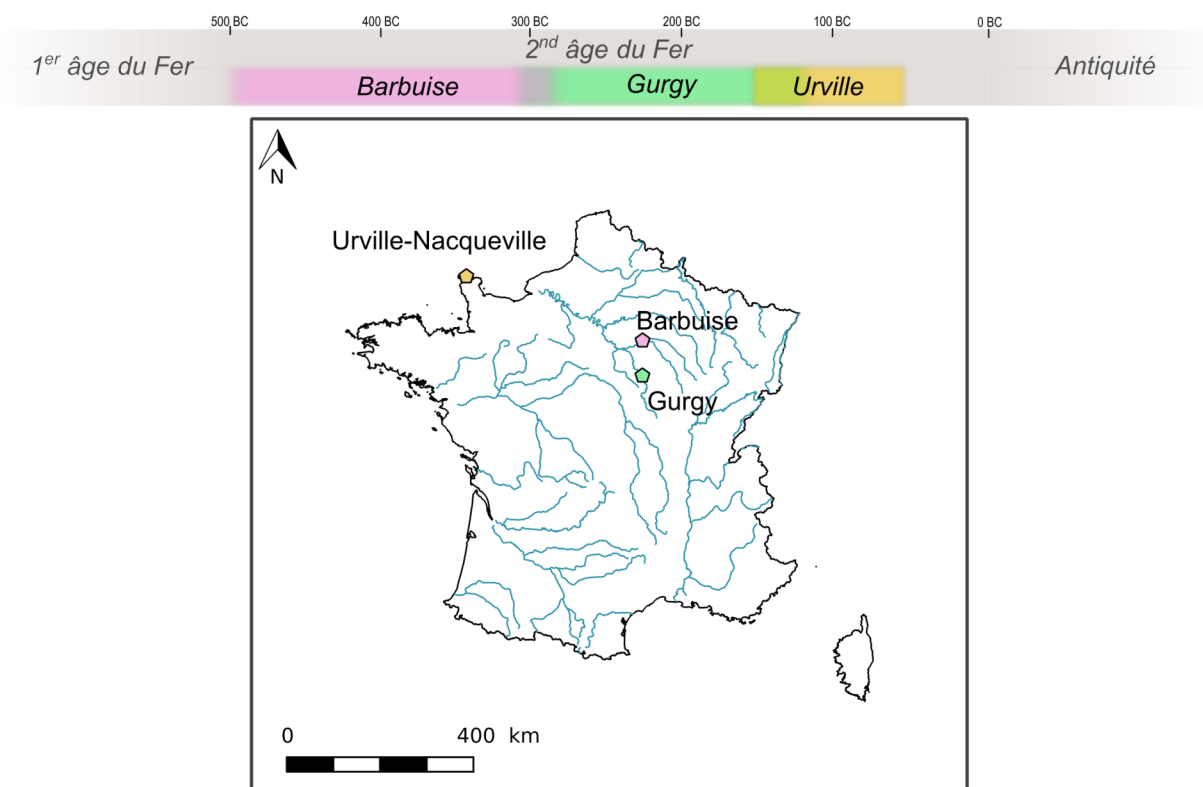 500 BC 400 BC 300 BC 200 BC 100 BC 0 BC
1er âge du Fer 2nd âge du Fer Antiquité
Barbuise Gurgy Urville
N
Urville-Nacqueville
Barbuise
Gurgy
0 400 km